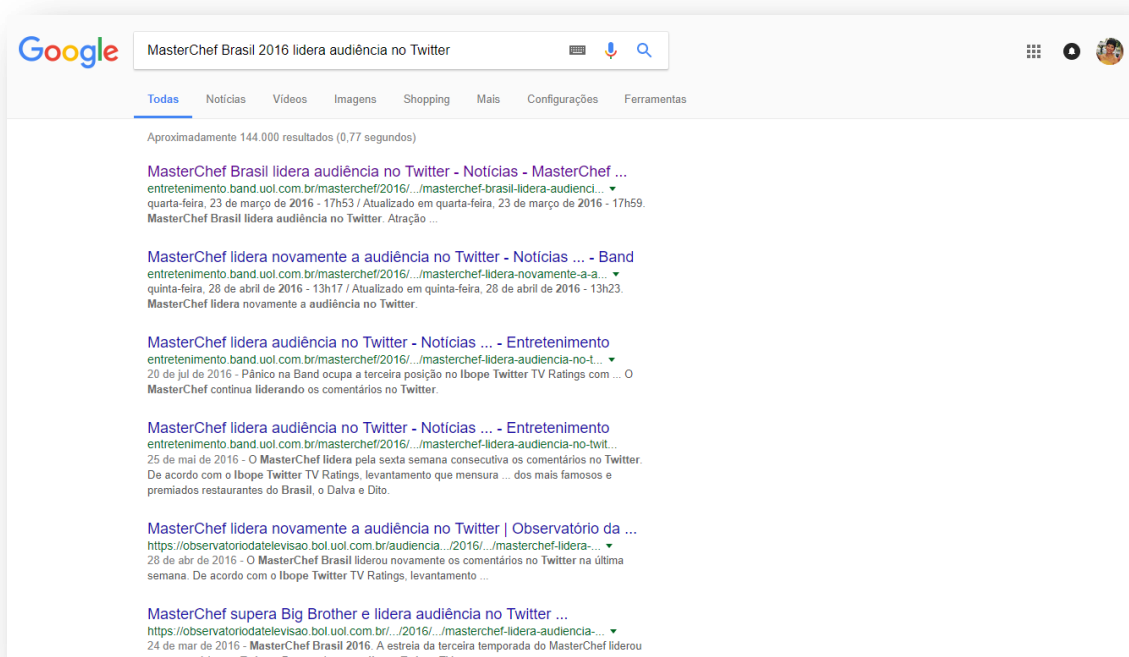 Google
MasterChef Brasil 2016 lidera audiência no Twitter
Todas Notícias Vídeos Imagens Shopping Mais Configurações Ferramentas
Aproximadamente 144.000 resultados (0,77 segundos)
MasterChef Brasil lidera audiência no Twitter - Notícias - MasterChef ...
entretenimento.band.uol.com.br/masterchef/2016/.../masterchef-brasil-lidera-audienci...
quarta-feira, 23 de março de 2016 - 17h53 / Atualizado em quarta-feira, 23 de março de 2016 - 17h59.
MasterChef Brasil lidera audiência no Twitter. Atração ...
MasterChef lidera novamente a audiência no Twitter - Notícias ... - Band
entretenimento.band.uol.com.br/masterchef/2016/.../masterchef-lidera-novamente-a-a...
quinta-feira, 28 de abril de 2016 - 13h17 / Atualizado em quinta-feira, 28 de abril de 2016 - 13h23.
MasterChef lidera novamente a audiência no Twitter.
MasterChef lidera audiência no Twitter - Notícias ... - Entretenimento
entretenimento.band.uol.com.br/masterchef/2016/.../masterchef-lidera-audiencia-no-t...
20 de jul de 2016 - Pânico na Band ocupa a terceira posição no Ibope Twitter TV Ratings com ... O
MasterChef continua liderando os comentários no Twitter.
MasterChef lidera audiência no Twitter - Notícias ... - Entretenimento
entretenimento.band.uol.com.br/masterchef/2016/.../masterchef-lidera-audiencia-no-twit...
25 de mai de 2016 - O MasterChef lidera pela sexta semana consecutiva os comentários no Twitter.
De acordo com o Ibope Twitter TV Ratings, levantamento que mensura ... dos mais famosos e
premiados restaurantes do Brasil, o Dalva e Dito.
MasterChef lidera novamente a audiência no Twitter | Observatório da ...
https://observatoriodatelevisao.bol.uol.com.br/audiencia.../2016/.../masterchef-lidera-...
28 de abr de 2016 - O MasterChef Brasil liderou novamente os comentários no Twitter na última
semana. De acordo com o Ibope Twitter TV Ratings, levantamento ...
MasterChef supera Big Brother e lidera audiência no Twitter ...
https://observatoriodatelevisao.bol.uol.com.br/.../2016/.../masterchef-lidera-audiencia-...
24 de mar de 2016 - MasterChef Brasil 2016. A estreia da terceira temporada do MasterChef liderou